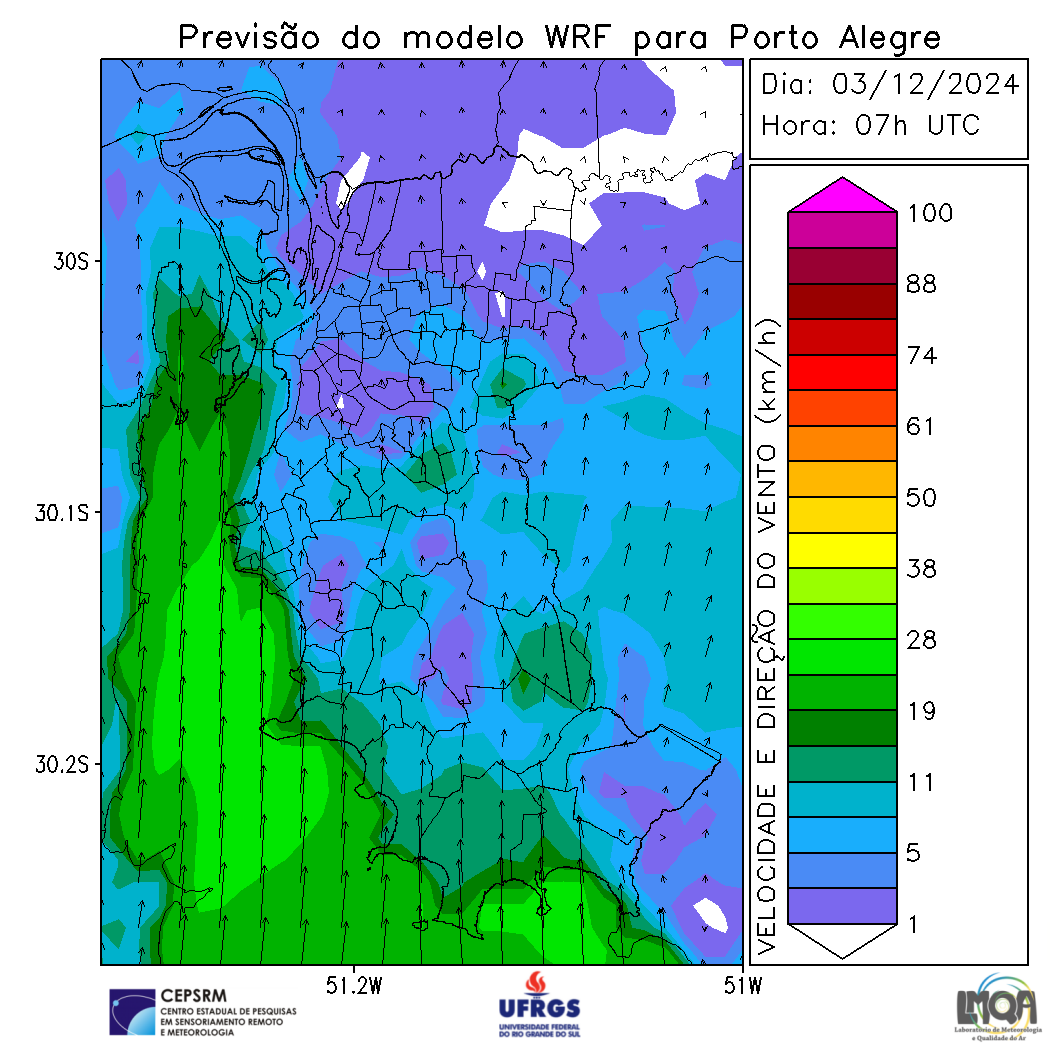 Previsão do modelo WRF para Porto Alegre
Dia: 03/12/2024
Hora: 07h UTC
30S
30.1S
30.2S
51.2W
51W
VELOCIDADE E DIREÇÃO DO VENTO (km/h)
100
88
74
61
50
38
28
19
11
5
1
CEPSRM
CENTRO ESTADUAL DE PESQUISAS
EM SENSORIAMENTO REMOTO
E METEOROLOGIA
UFRGS
UNIVERSIDADE FEDERAL
DO RIO GRANDE DO SUL
LMQA
Laboratório de Meteorologia
e Qualidade do Ar